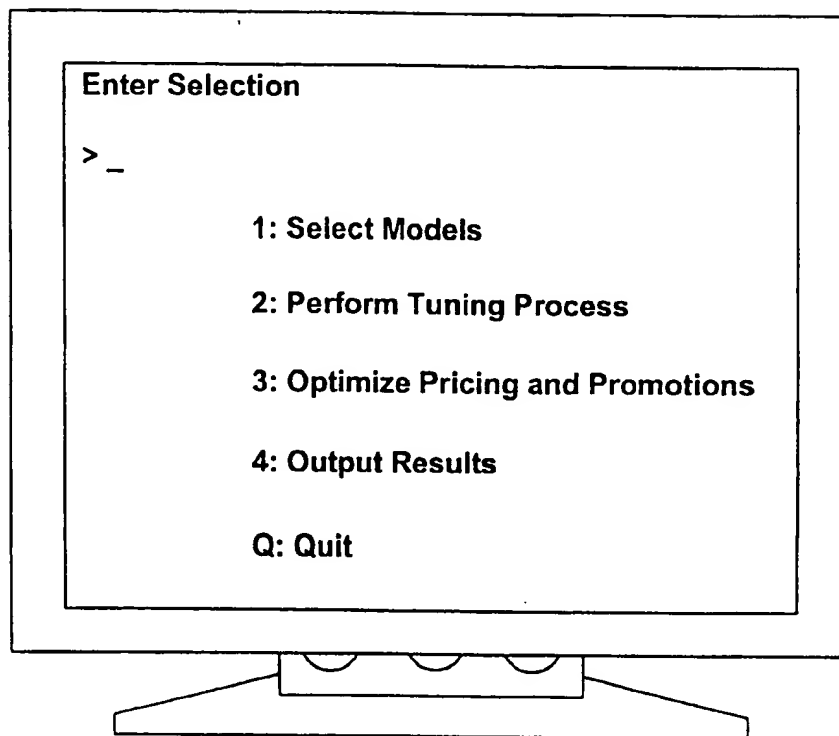 Enter Selection
> _
1: Select Models
2: Perform Tuning Process
3: Optimize Pricing and Promotions
4: Output Results
Q: Quit